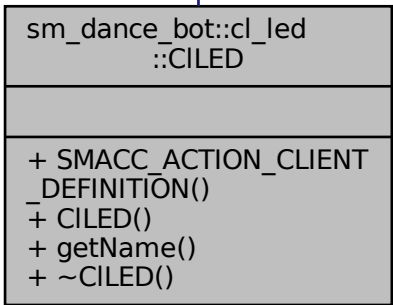 sm_dance_bot::cl_led
::ClLED
+ SMACC_ACTION_CLIENT
_DEFINITION()
+ ClLED()
+ getName()
+ ~ClLED()